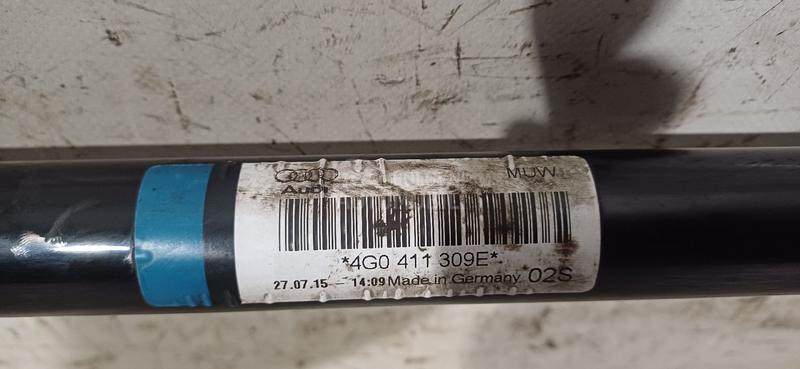 MUW
Audi
*4G0 411 309E*
27.07.15 - 14:09 Made in Germany 02S